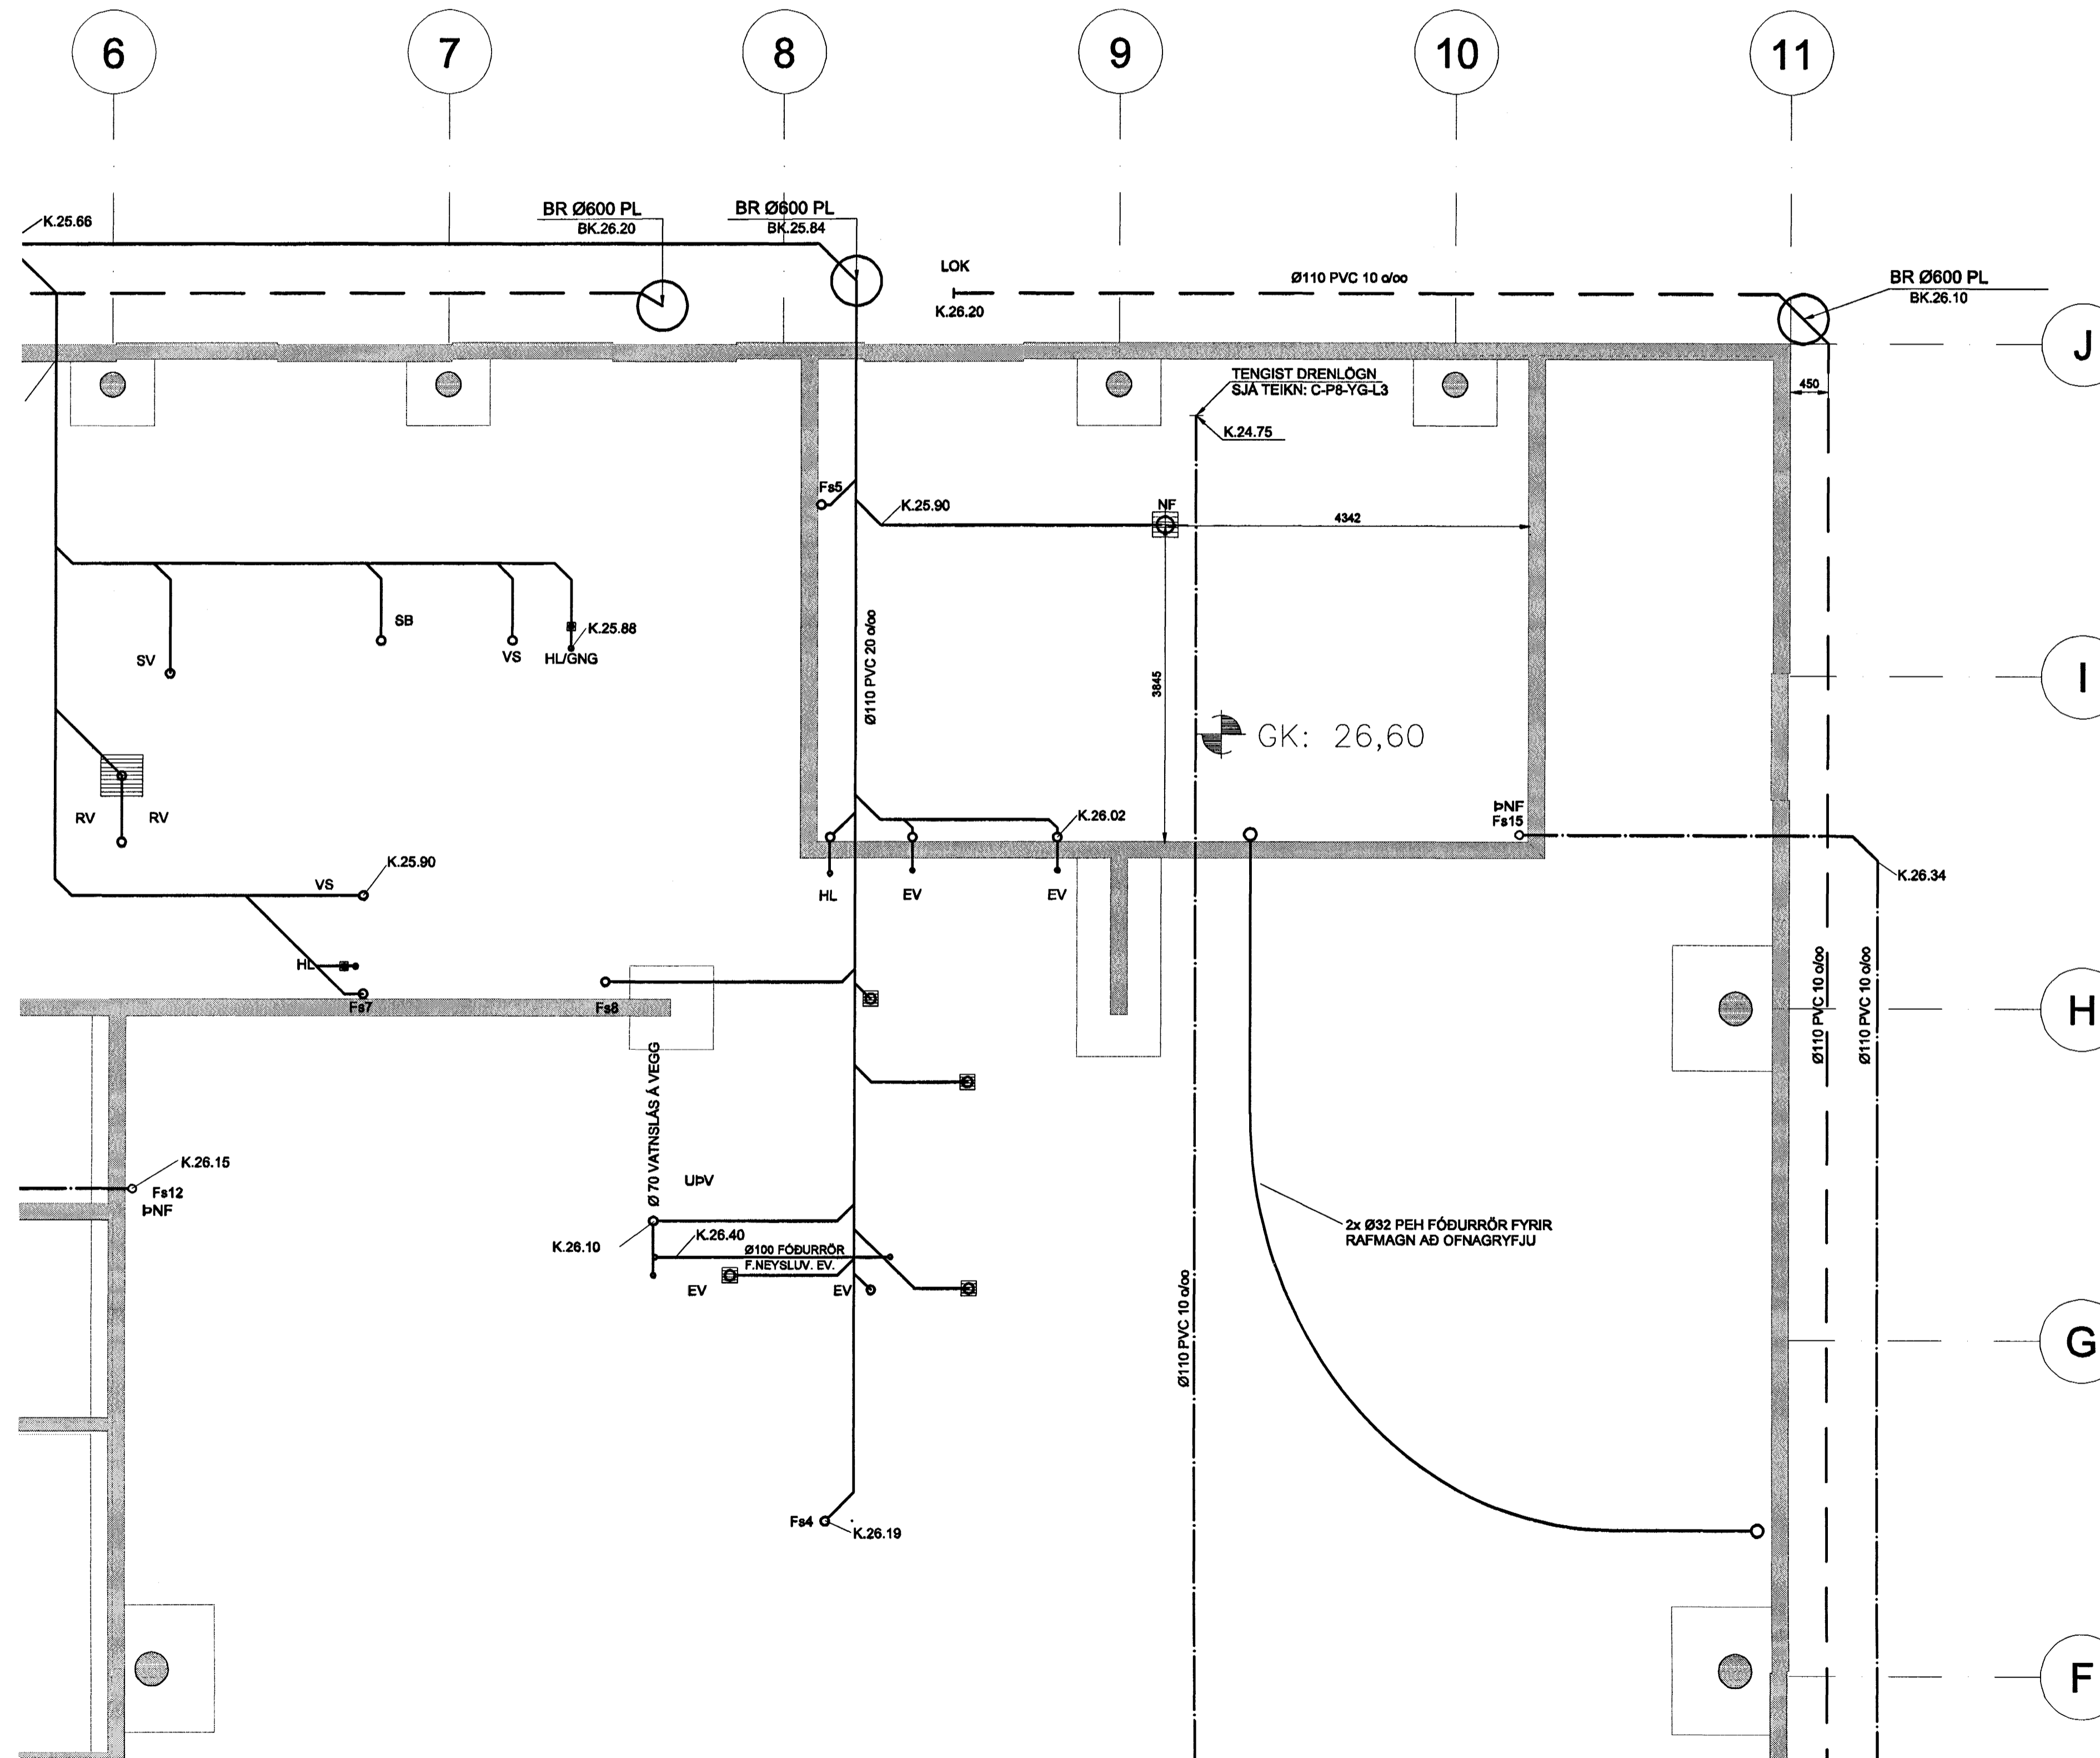 6
7
8
9
10
11
K.25.66
BR Ø600 PL
BK.26.20
BR Ø600 PL
BK.25.84
LOK
K.26.20
Ø110 PVC 10 o/oo
BR Ø600 PL
BK.26.10
J
TENGIST DRENLÖGN
SJÁ TEIKN: C-P8-YG-L3
450
K.24.75
Fs5
K.25.90
NF
4342
SB
K.25.88
SV
VS
HL/GNG
Ø110 PVC 20 o/oo
3845
I
GK: 26,60
RV
RV
K.26.02
ÞNF
Fs15
K.25.90
VS
HL
EV
EV
K.26.34
HL
Fs7
Fs8
Ø110 PVC 10 o/oo
Ø110 PVC 10 o/oo
H
Ø 70 VATNSLÁS Á VEGG
K.26.15
Fs12
ÞNF
UÞV
K.26.10
K.26.40
Ø100 FÓÐURRÖR
F.NEYSLUV. EV.
EV
EV
2x Ø32 PEH FÓÐURRÖR FYRIR
RAFMAGN AÐ OFNAGRYFJU
Ø110 PVC 10 o/oo
G
Fs4
K.26.19
F